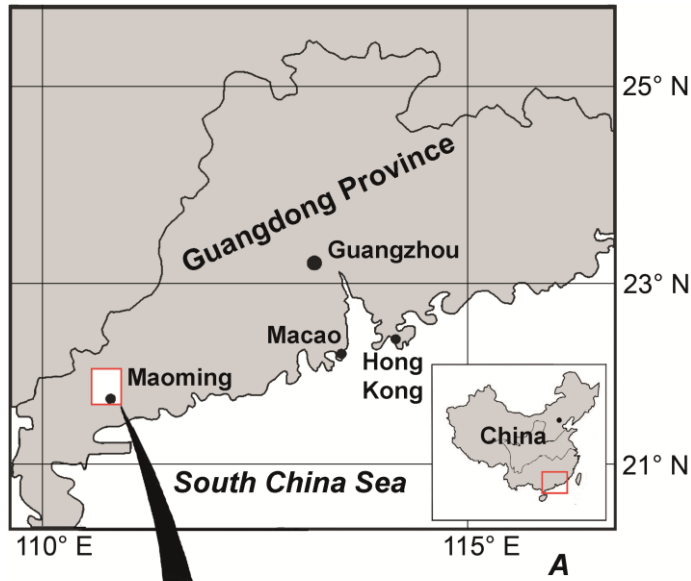 25° N
Guangdong Province
Guangzhou
23° N
Macao
Hong
Kong
Maoming
China
South China Sea
21° N
110° E
115° E
A